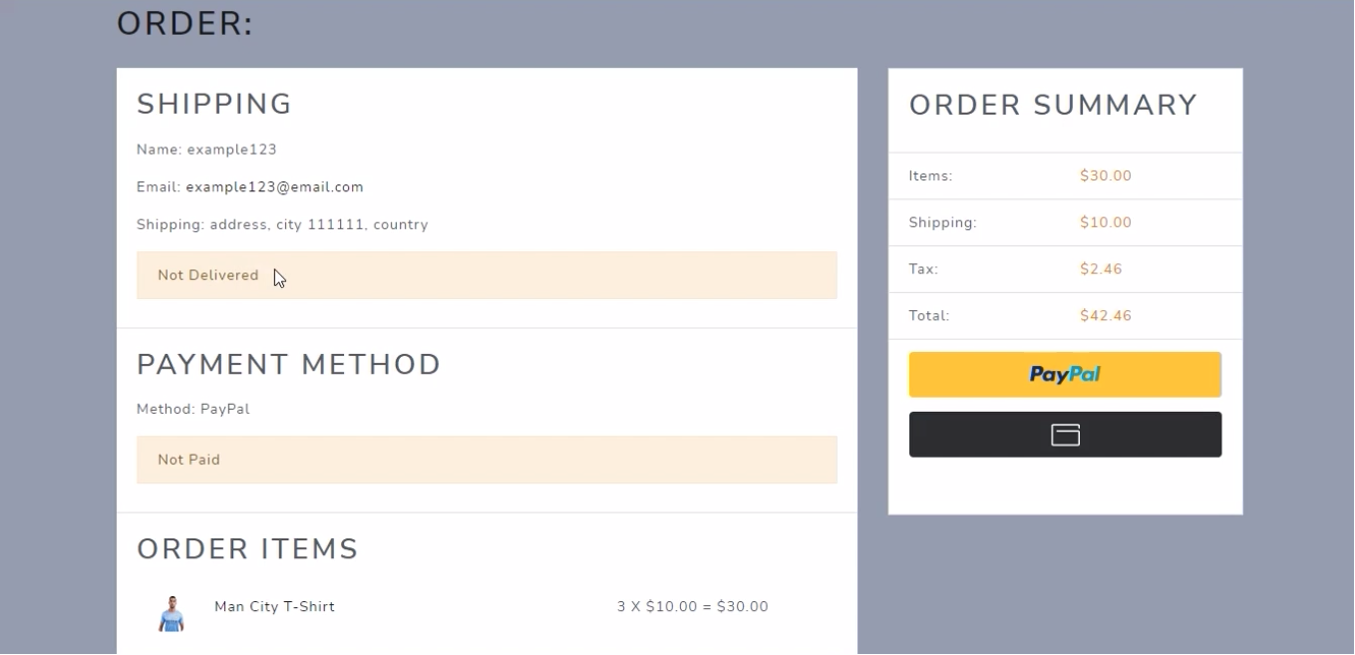 ORDER:
SHIPPING
Name: example123
Email: example123@email.com
Shipping: address, city 111111, country
Not Delivered
PAYMENT METHOD
Method: PayPal
Not Paid
ORDER ITEMS
Man City T-Shirt 3 X $10.00 = $30.00
ORDER SUMMARY
Items: $30.00
Shipping: $10.00
Tax: $2.46
Total: $42.46
PayPal